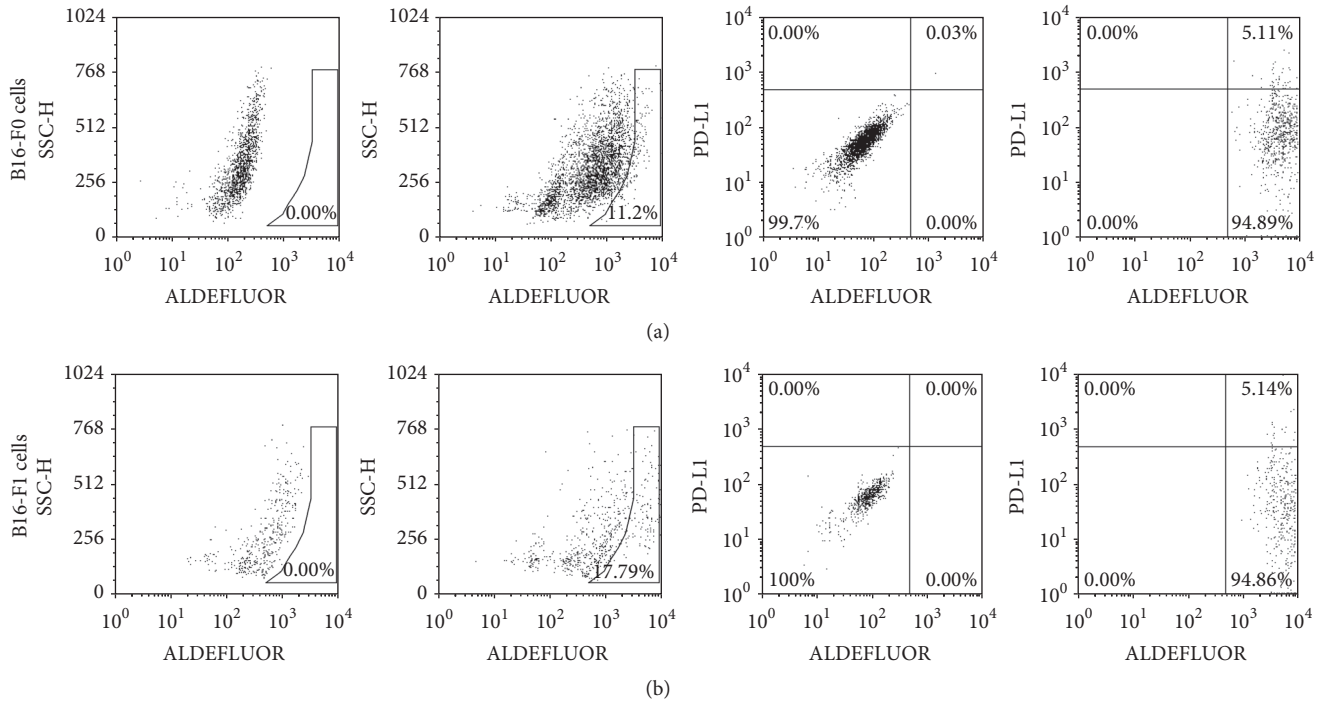 B16-F0 cells
SSC-H
1024
768
512
256
0
0.00%
10^0 10^1 10^2 10^3 10^4
ALDEFLUOR
SSC-H
1024
768
512
256
0
11.2%
10^0 10^1 10^2 10^3 10^4
ALDEFLUOR
PD-L1
10^4
10^3
10^2
10^1
10^0
0.00% 0.03%
99.7% 0.00%
10^0 10^1 10^2 10^3 10^4
ALDEFLUOR
PD-L1
10^4
10^3
10^2
10^1
10^0
0.00% 5.11%
0.00% 94.89%
10^0 10^1 10^2 10^3 10^4
ALDEFLUOR
(a)
B16-F1 cells
SSC-H
1024
768
512
256
0
0.00%
10^0 10^1 10^2 10^3 10^4
ALDEFLUOR
SSC-H
1024
768
512
256
0
17.79%
10^0 10^1 10^2 10^3 10^4
ALDEFLUOR
PD-L1
10^4
10^3
10^2
10^1
10^0
0.00% 0.00%
100% 0.00%
10^0 10^1 10^2 10^3 10^4
ALDEFLUOR
PD-L1
10^4
10^3
10^2
10^1
10^0
0.00% 5.14%
0.00% 94.86%
10^0 10^1 10^2 10^3 10^4
ALDEFLUOR
(b)